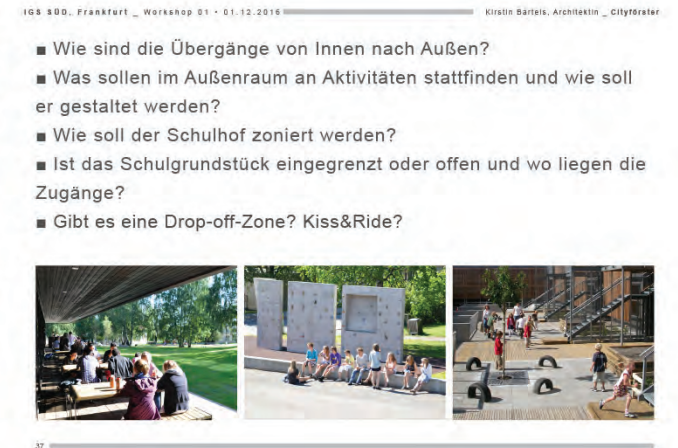 IGS SÜD, Frankfurt _ Workshop 01 • 01.12.2016
Kirstin Bartels, Architektin _ Cityförster
■ Wie sind die Übergänge von Innen nach Außen?
■ Was sollen im Außenraum an Aktivitäten stattfinden und wie soll
er gestaltet werden?
■ Wie soll der Schulhof zoniert werden?
■ Ist das Schulgrundstück eingegrenzt oder offen und wo liegen die
Zugänge?
■ Gibt es eine Drop-off-Zone? Kiss&Ride?
37